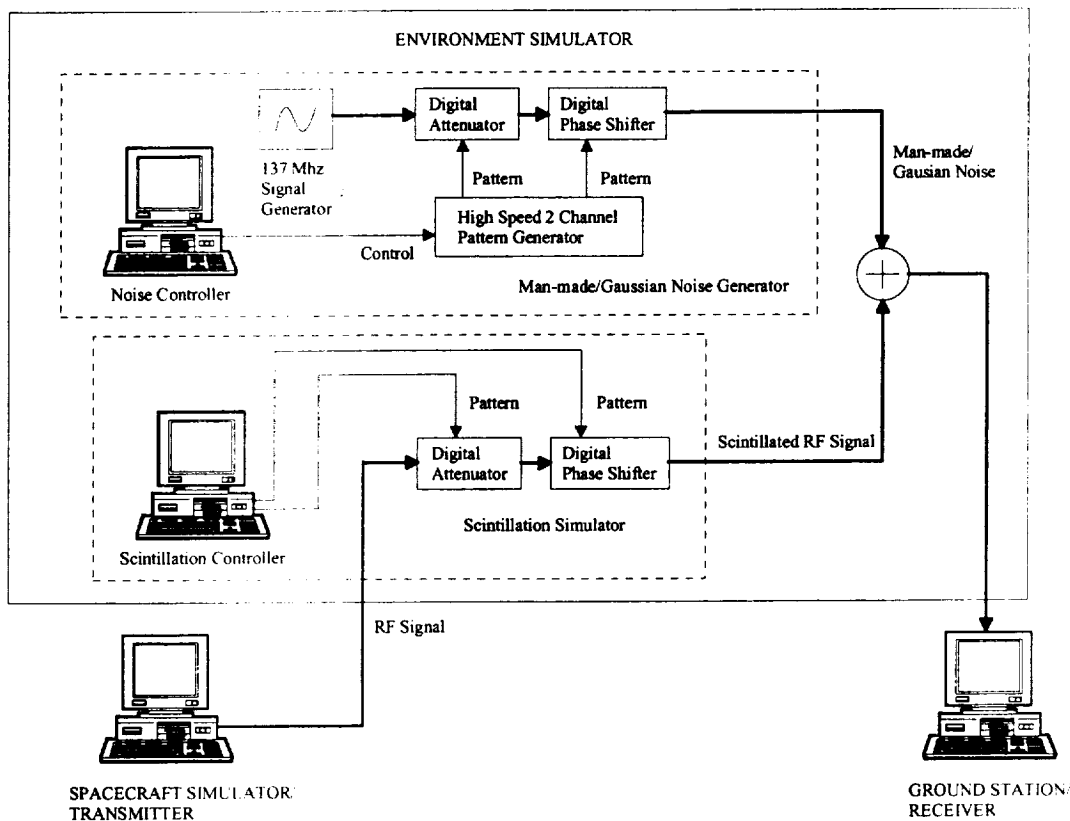 ENVIRONMENT SIMULATOR
137 Mhz
Signal
Generator
Digital
Attenuator
Digital
Phase Shifter
Pattern
Pattern
High Speed 2 Channel
Pattern Generator
Control
Noise Controller
Man-made/Gaussian Noise Generator
Man-made/
Gausian Noise
Pattern
Pattern
Digital
Attenuator
Digital
Phase Shifter
Scintillated RF Signal
Scintillation Simulator
Scintillation Controller
RF Signal
SPACECRAFT SIMULATOR/
TRANSMITTER
GROUND STATION/
RECEIVER